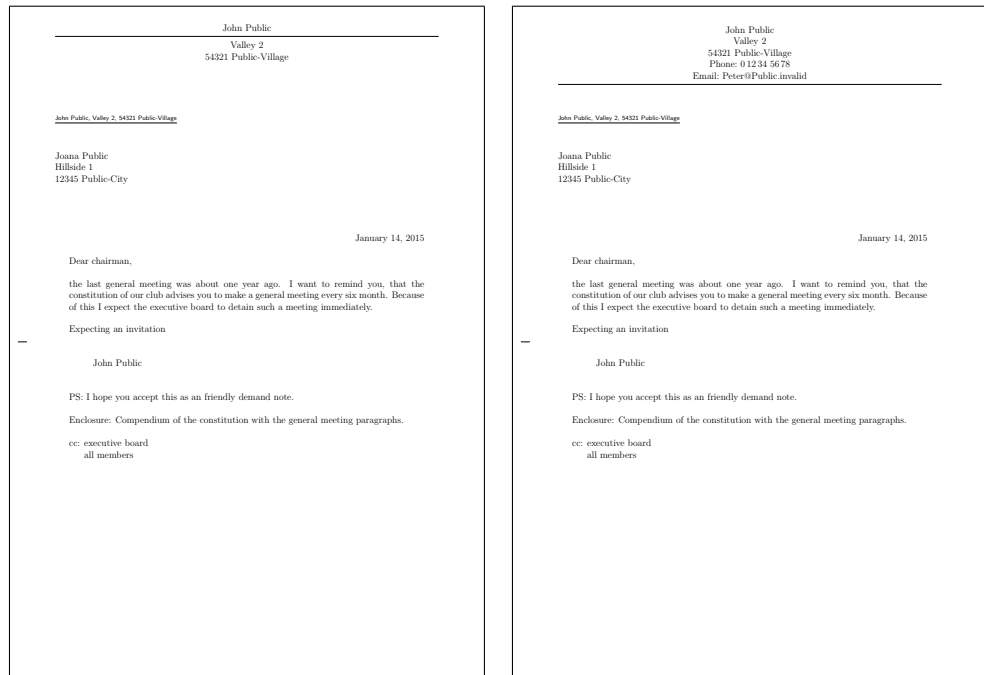 John Public
Valley 2
54321 Public-Village
John Public, Valley 2, 54321 Public-Village
Joana Public
Hillside 1
12345 Public-City
January 14, 2015
Dear chairman,
the last general meeting was about one year ago. I want to remind you, that the
constitution of our club advises you to make a general meeting every six month. Because
of this I expect the executive board to detain such a meeting immediately.
Expecting an invitation
John Public
PS: I hope you accept this as an friendly demand note.
Enclosure: Compendium of the constitution with the general meeting paragraphs.
cc: executive board
all members
John Public
Valley 2
54321 Public-Village
Phone: 0 12 34 56 78
Email: Peter@Public.invalid
John Public, Valley 2, 54321 Public-Village
Joana Public
Hillside 1
12345 Public-City
January 14, 2015
Dear chairman,
the last general meeting was about one year ago. I want to remind you, that the
constitution of our club advises you to make a general meeting every six month. Because
of this I expect the executive board to detain such a meeting immediately.
Expecting an invitation
John Public
PS: I hope you accept this as an friendly demand note.
Enclosure: Compendium of the constitution with the general meeting paragraphs.
cc: executive board
all members